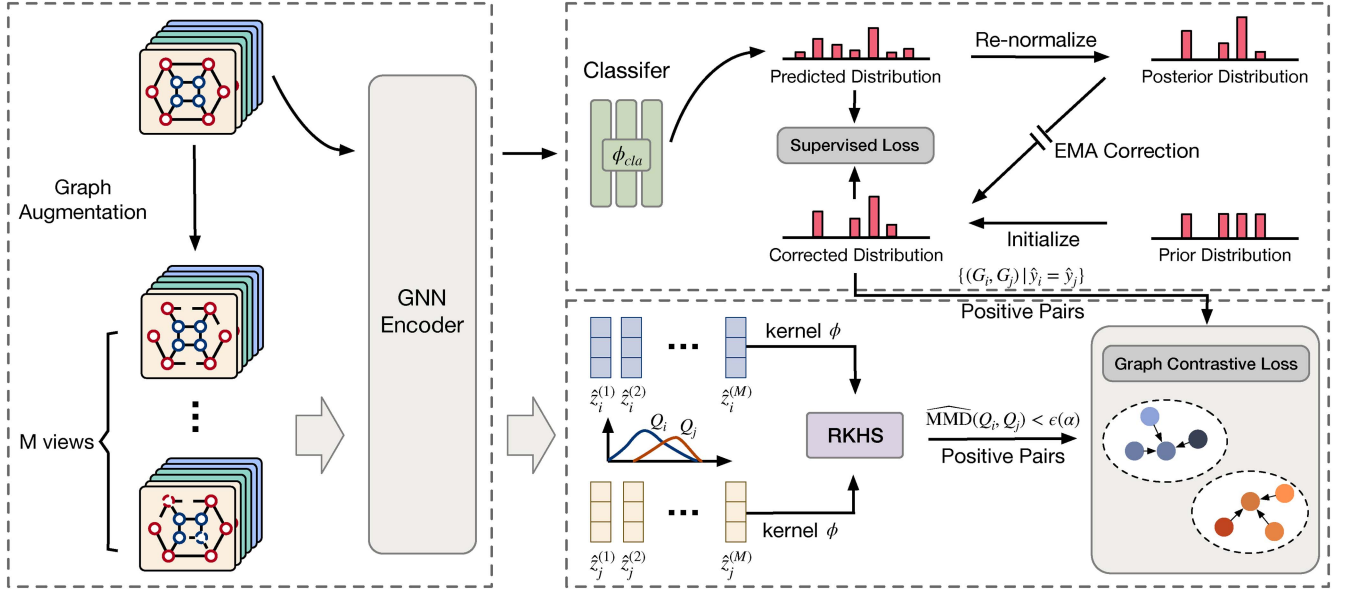 Graph
Augmentation
M views
GNN
Encoder
Classifer
ϕ_cla
Predicted Distribution
Re-normalize
Posterior Distribution
Supervised Loss
EMA Correction
Corrected Distribution
Initialize
Prior Distribution
{(G_i, G_j) | ŷ_i = ŷ_j}
Positive Pairs
kernel ϕ
ẑ_i^(1) ẑ_i^(2) ẑ_i^(M)
Q_i Q_j
RKHS
\widehat{MMD}(Q_i, Q_j) < ϵ(α)
Positive Pairs
kernel ϕ
ẑ_j^(1) ẑ_j^(2) ẑ_j^(M)
Graph Contrastive Loss